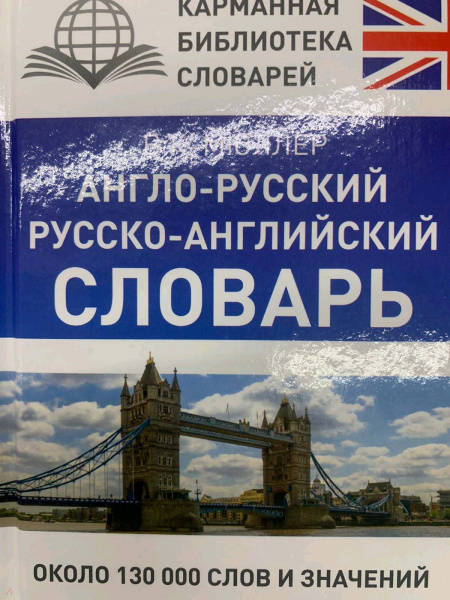 КАРМАННАЯ
БИБЛИОТЕКА
СЛОВАРЕЙ
МЮЛЛЕР
АНГЛО-РУССКИЙ
РУССКО-АНГЛИЙСКИЙ
СЛОВАРЬ
ОКОЛО 130 000 СЛОВ И ЗНАЧЕНИЙ